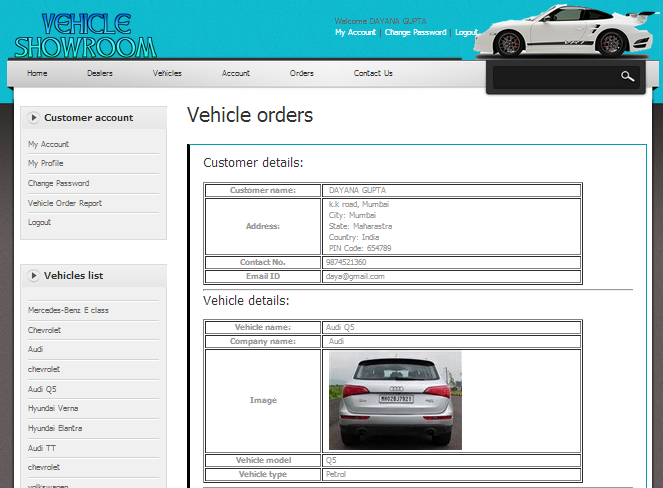 VEHICLE
SHOWROOM
Welcome DAYANA GUPTA
My Account | Change Password | Logout
Home Dealers Vehicles Account Orders Contact Us
Customer account
My Account
My Profile
Change Password
Vehicle Order Report
Logout
Vehicles list
Mercedes-Benz E class
Chevrolet
Audi
chevrolet
Audi Q5
Hyundai Verna
Hyundai Elantra
Audi TT
chevrolet
volkswagen
Vehicle orders
Customer details:
Customer name: DAYANA GUPTA
Address: k.k road, Mumbai
City: Mumbai
State: Maharastra
Country: India
PIN Code: 654789
Contact No. 9874521360
Email ID daya@gmail.com
Vehicle details:
Vehicle name: Audi Q5
Company name: Audi
Image
MH02BJ7921
Vehicle model Q5
Vehicle type Petrol